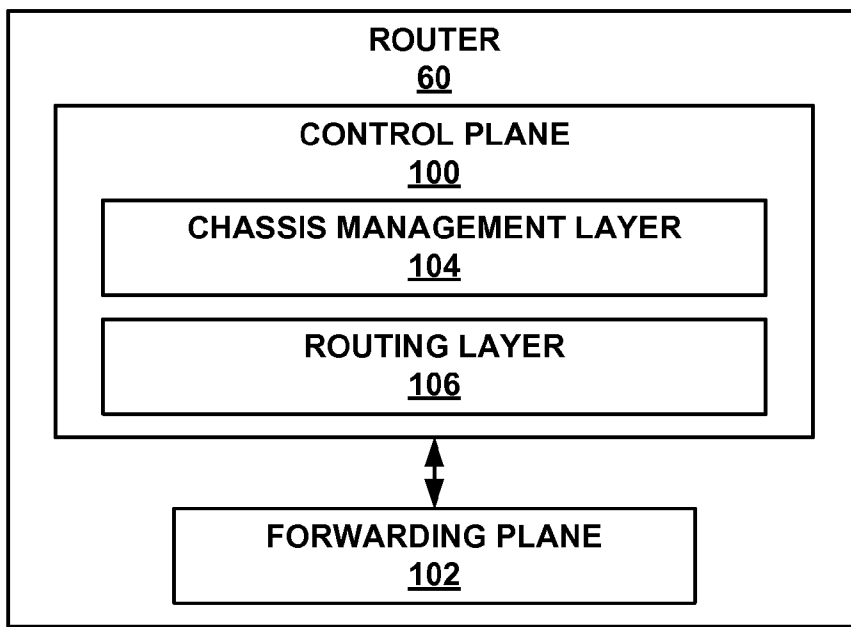 ROUTER
60
CONTROL PLANE
100
CHASSIS MANAGEMENT LAYER
104
ROUTING LAYER
106
FORWARDING PLANE
102